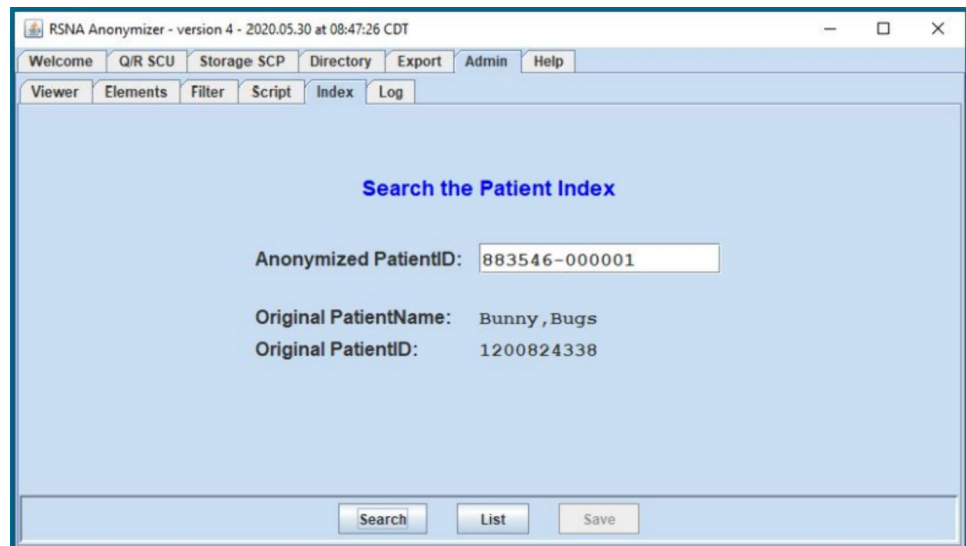 RSNA Anonymizer - version 4 - 2020.05.30 at 08:47:26 CDT
Welcome Q/R SCU Storage SCP Directory Export Admin Help
Viewer Elements Filter Script Index Log
Search the Patient Index
Anonymized PatientID: 883546-000001
Original PatientName: Bunny,Bugs
Original PatientID: 1200824338
Search List Save